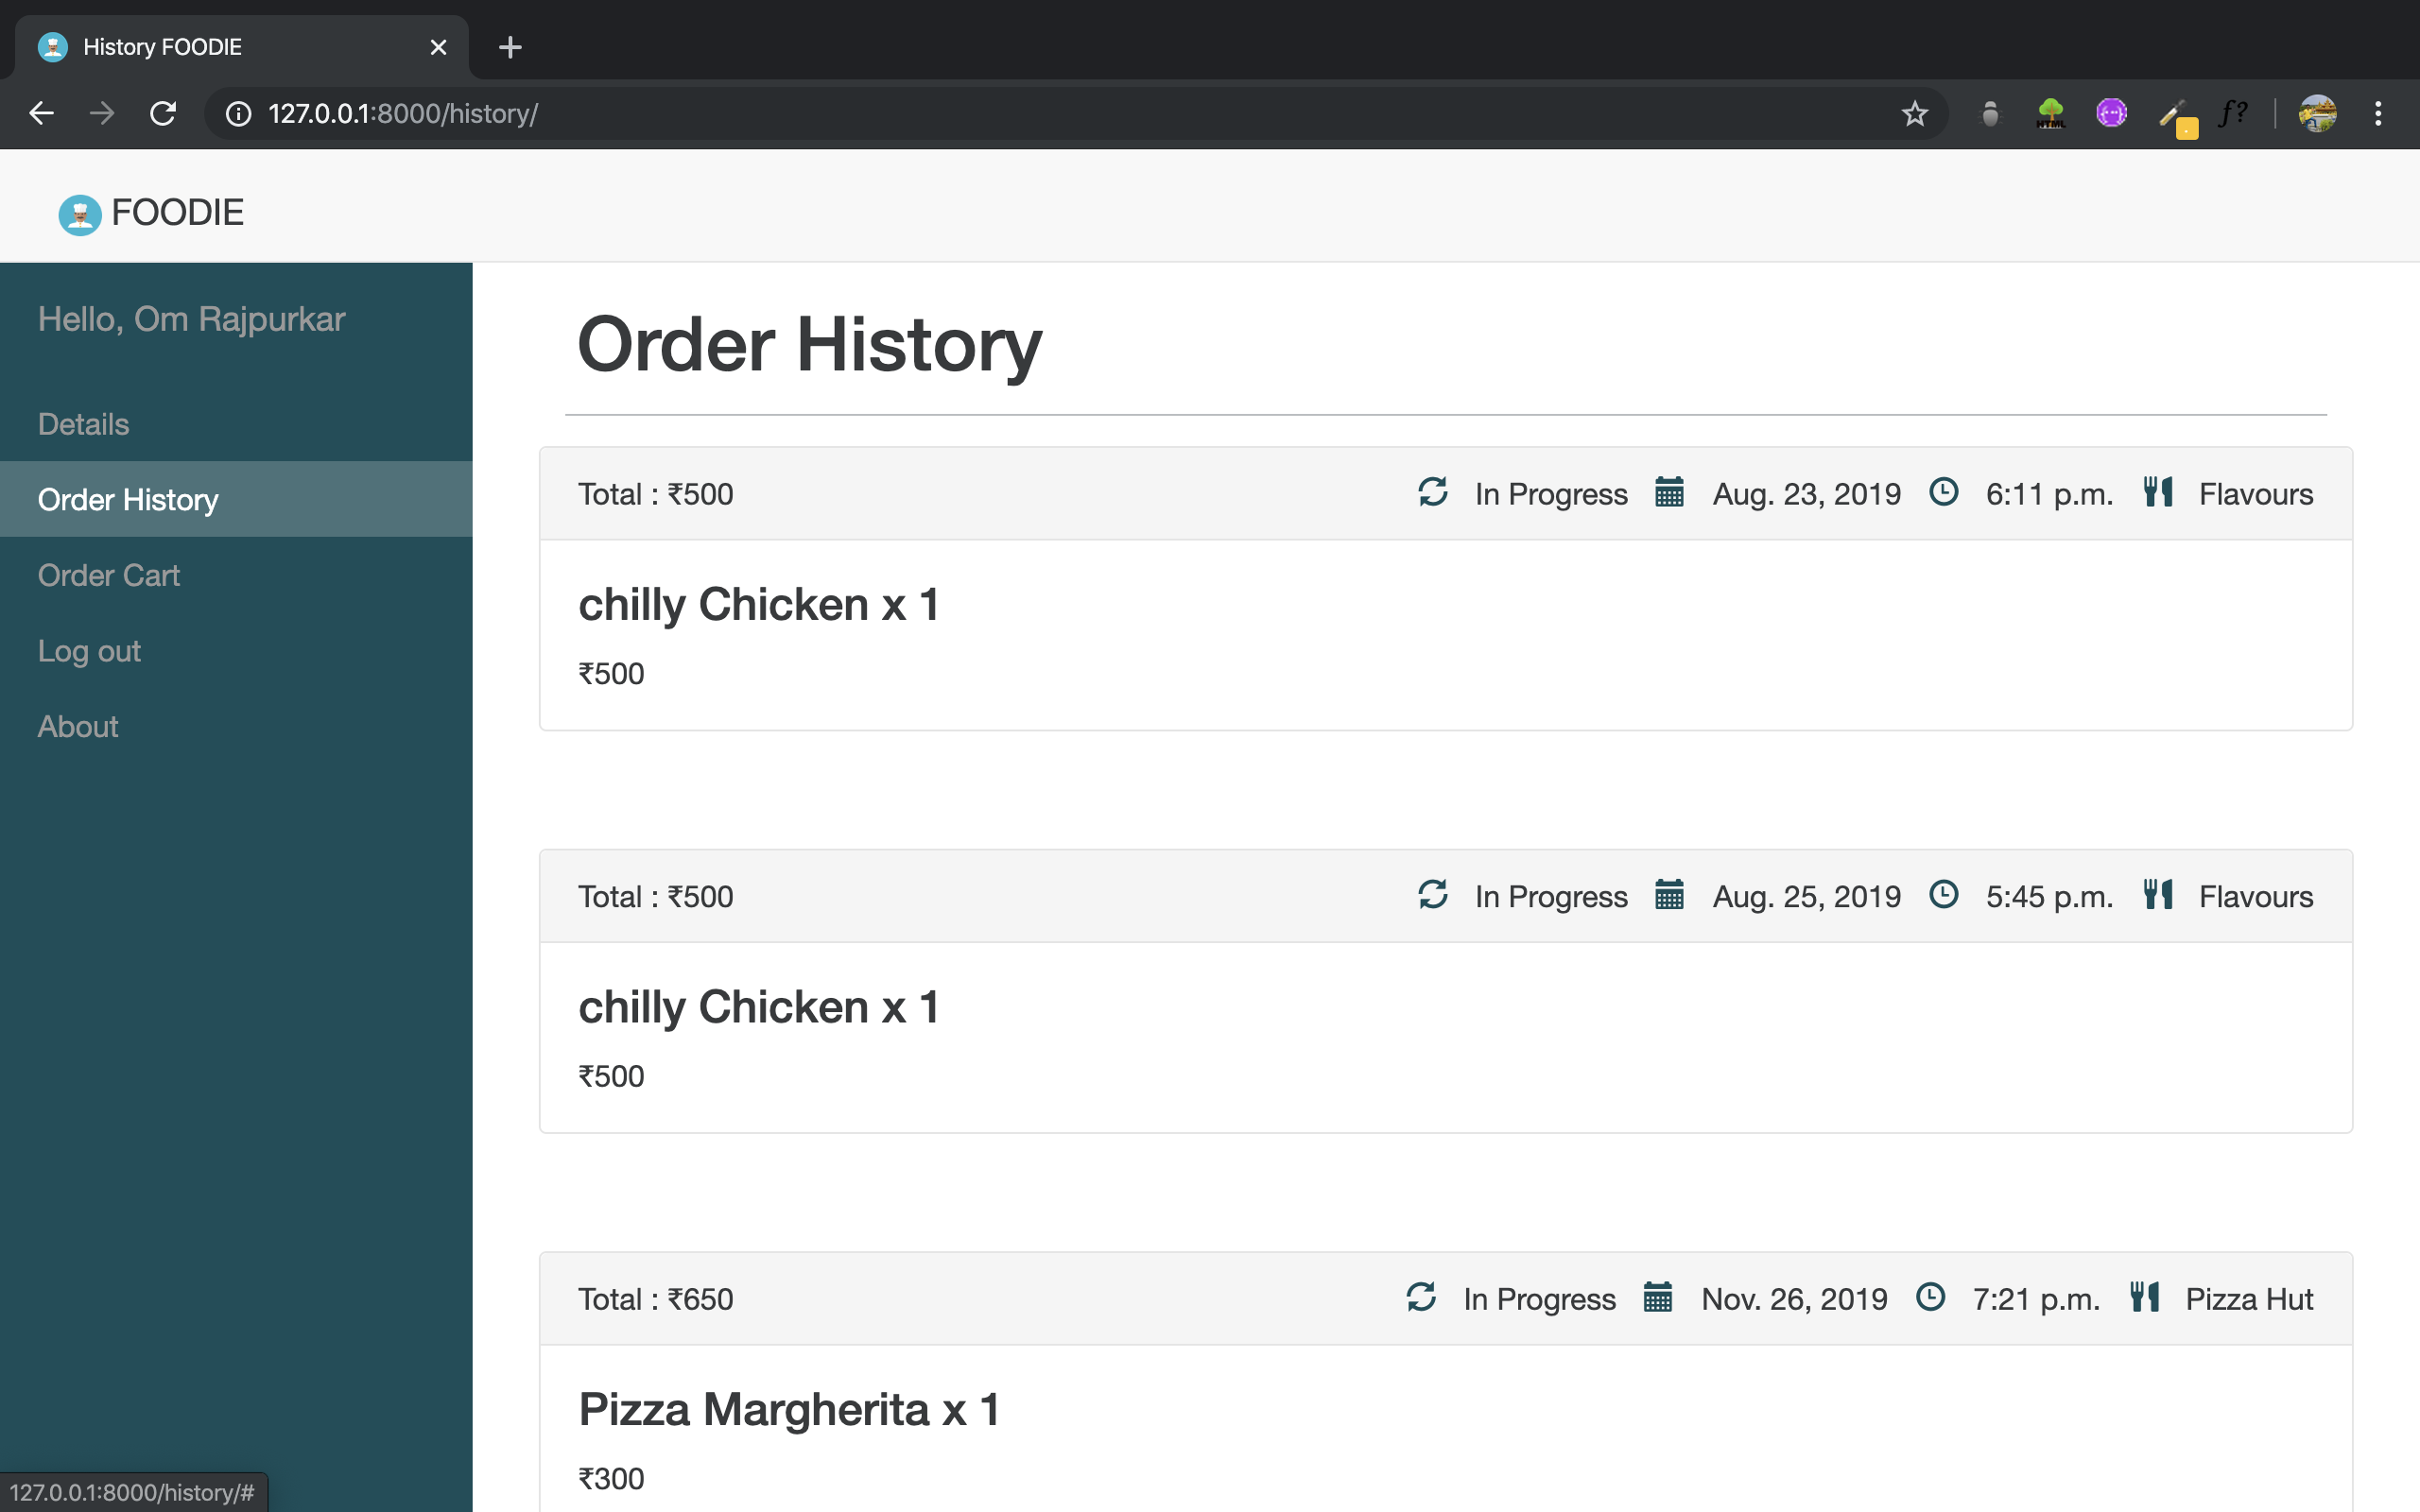 History FOODIE
127.0.0.1:8000/history/
HTML
f?
FOODIE
Hello, Om Rajpurkar
Details
Order History
Order Cart
Log out
About
Order History
Total : ₹500 In Progress Aug. 23, 2019 6:11 p.m. Flavours
chilly Chicken x 1
₹500
Total : ₹500 In Progress Aug. 25, 2019 5:45 p.m. Flavours
chilly Chicken x 1
₹500
Total : ₹650 In Progress Nov. 26, 2019 7:21 p.m. Pizza Hut
Pizza Margherita x 1
₹300
127.0.0.1:8000/history/#